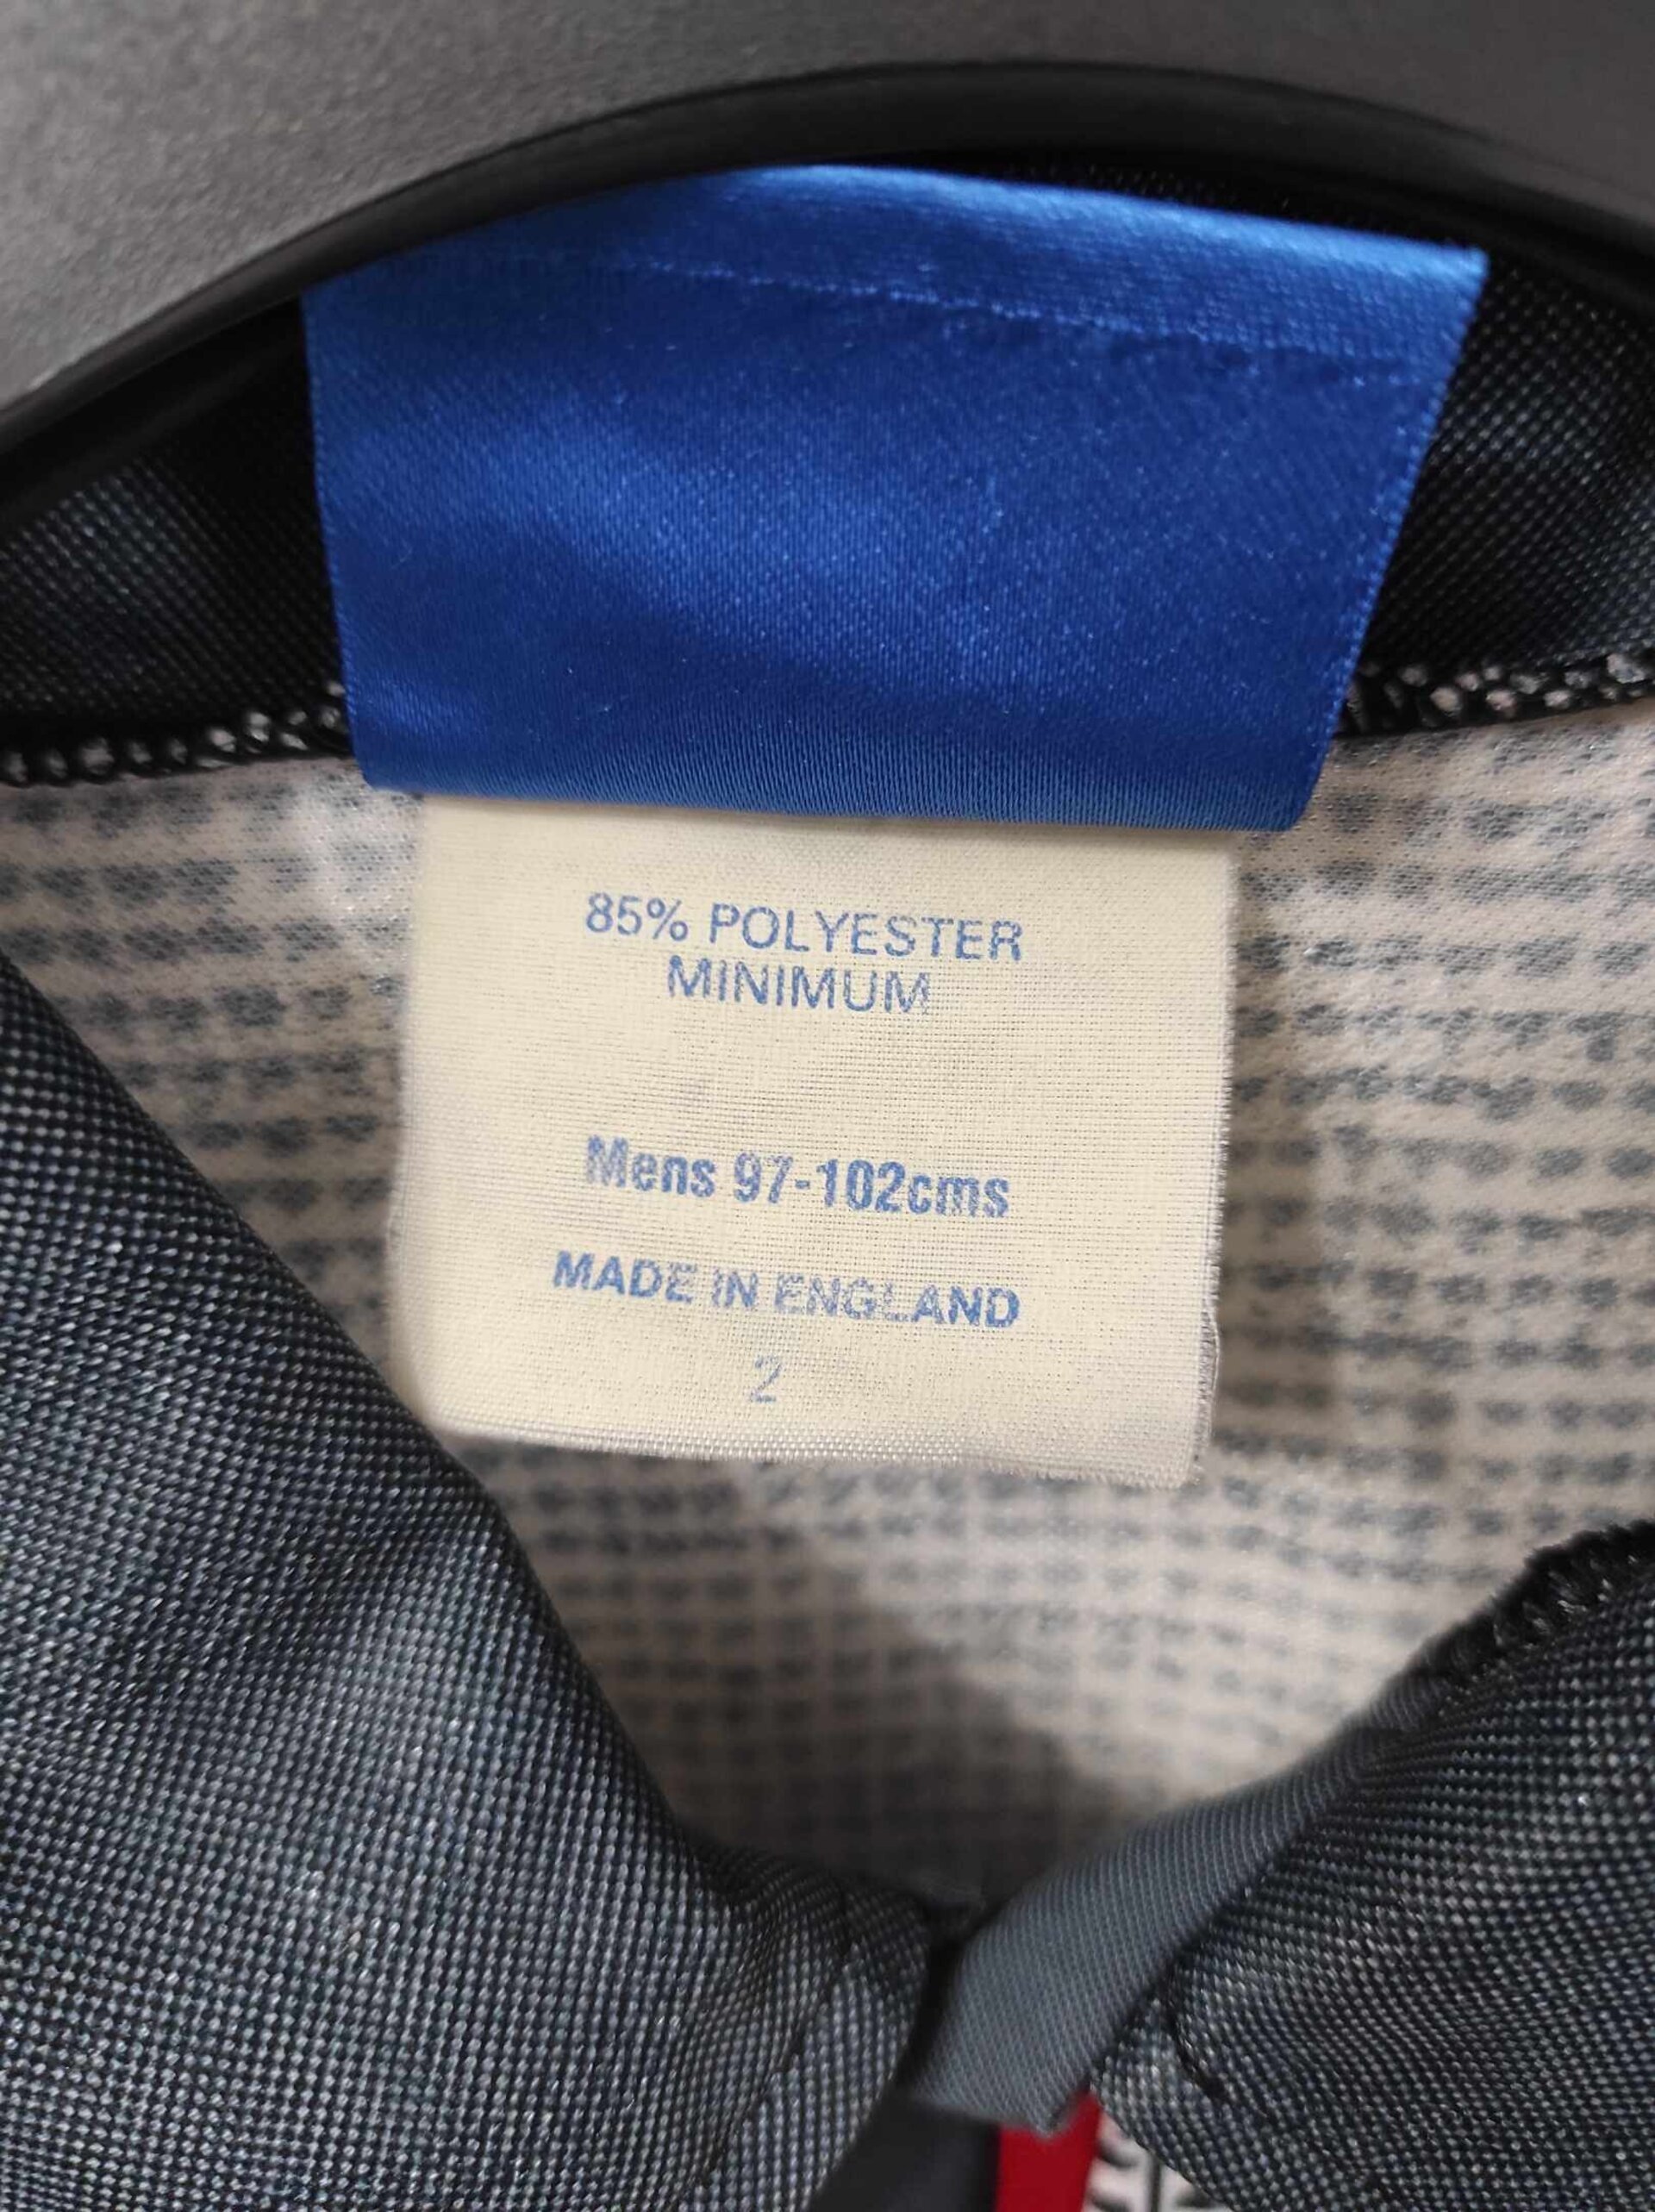 85% POLYESTER
MINIMUM
Mens 97-102cms
MADE IN ENGLAND
2